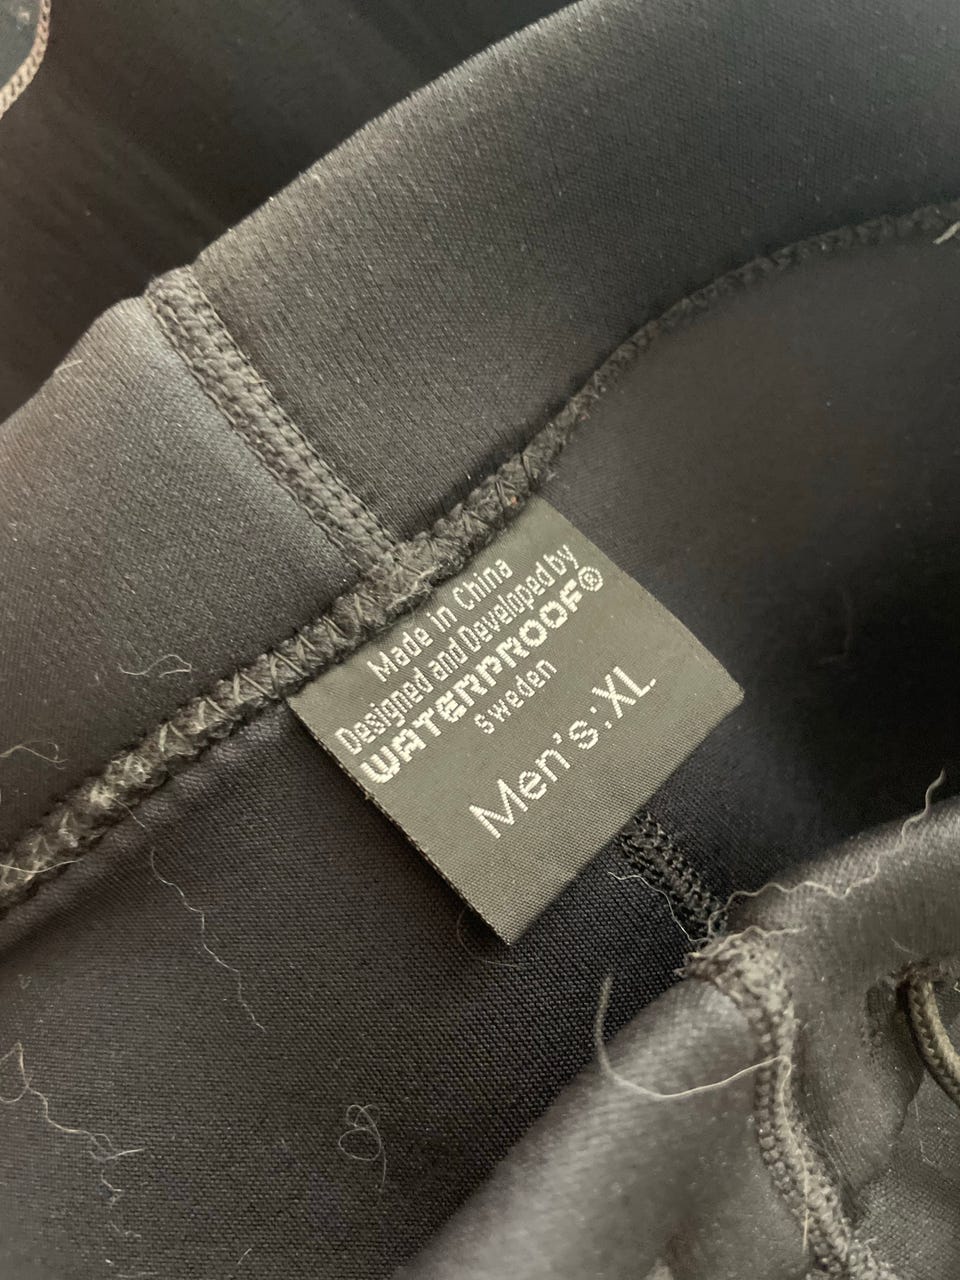 Made in China
Designed and Developed by
WATERPROOF®
Sweden
Men's:XL